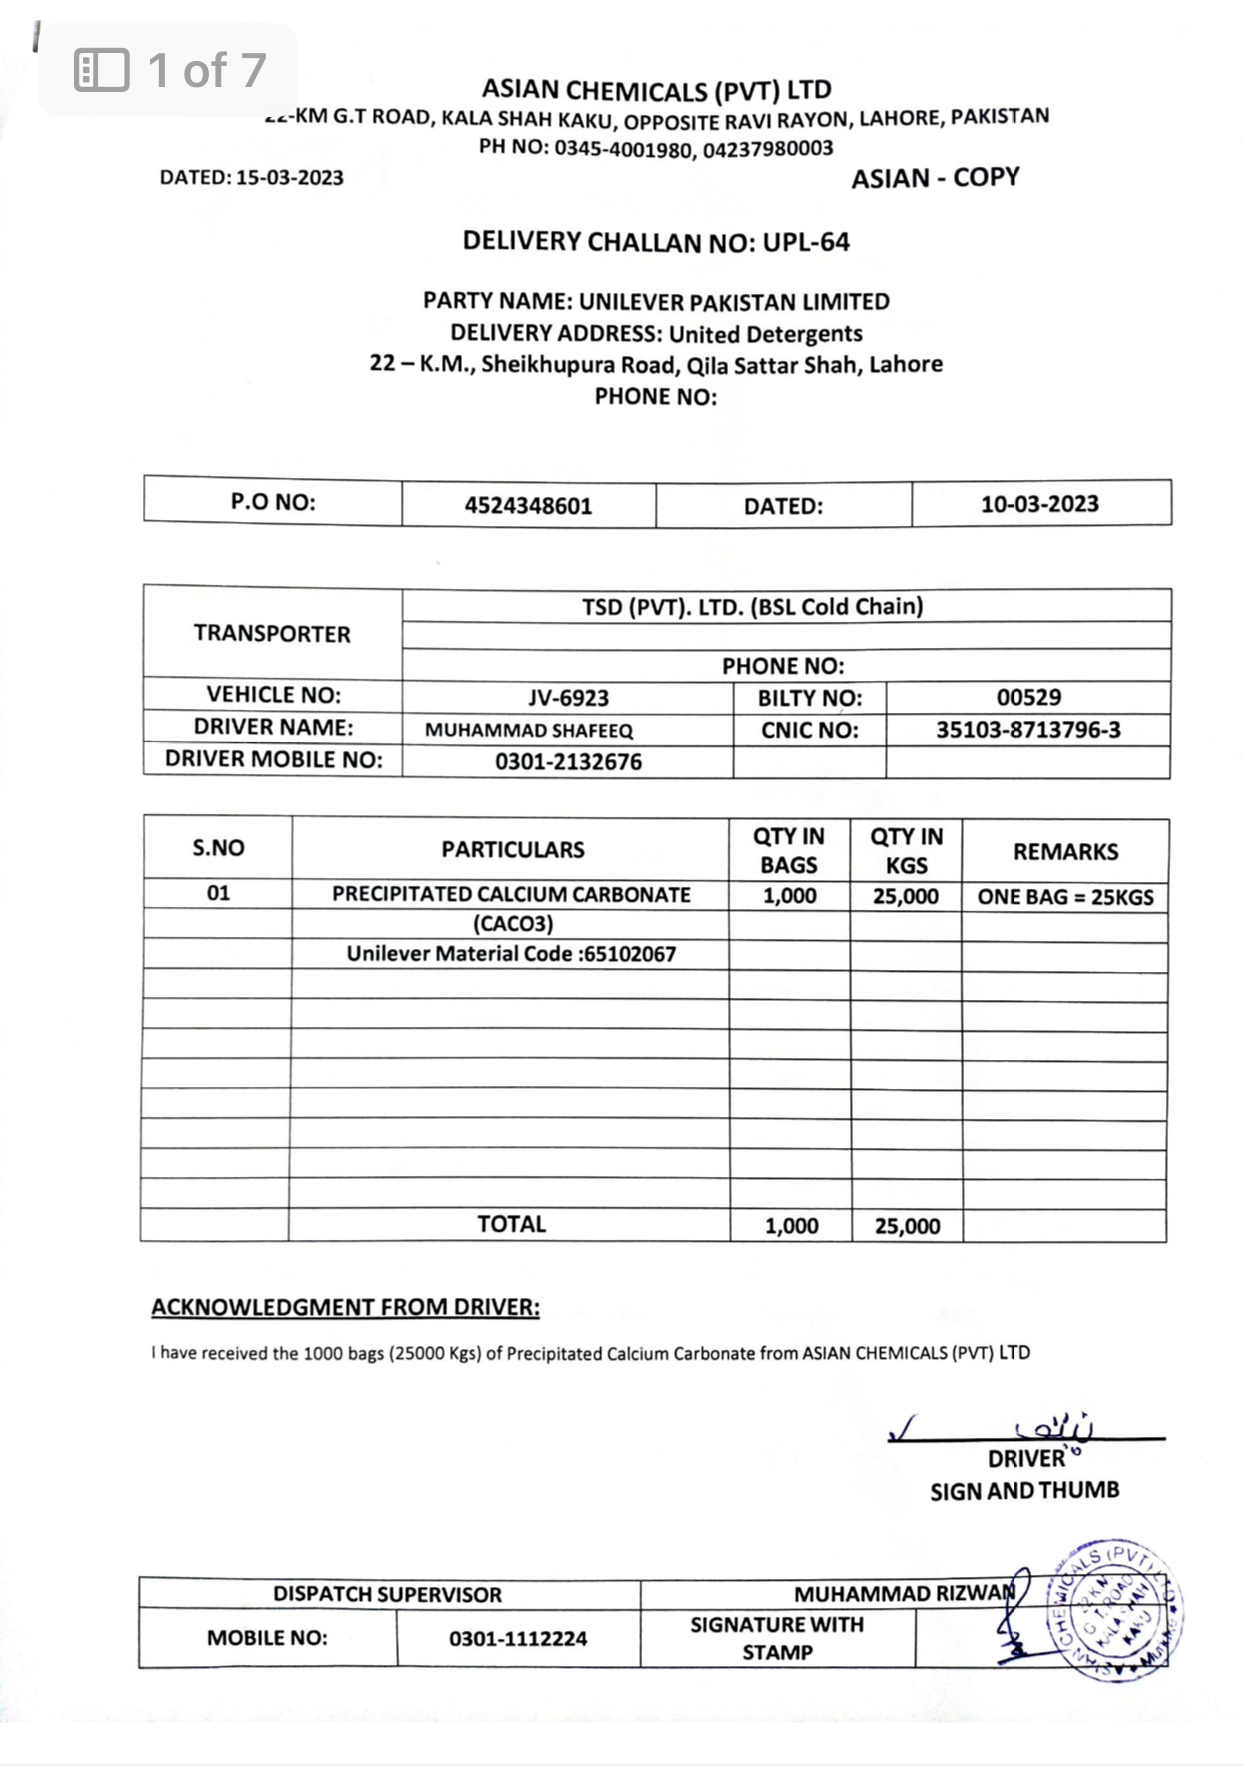 1 of 7
ASIAN CHEMICALS (PVT) LTD
22-KM G.T ROAD, KALA SHAH KAKU, OPPOSITE RAVI RAYON, LAHORE, PAKISTAN
PH NO: 0345-4001980, 04237980003
DATED: 15-03-2023 ASIAN - COPY
DELIVERY CHALLAN NO: UPL-64
PARTY NAME: UNILEVER PAKISTAN LIMITED
DELIVERY ADDRESS: United Detergents
22 – K.M., Sheikhupura Road, Qila Sattar Shah, Lahore
PHONE NO:
P.O NO: 4524348601 DATED: 10-03-2023
TRANSPORTER TSD (PVT). LTD. (BSL Cold Chain)
PHONE NO:
VEHICLE NO: JV-6923 BILTY NO: 00529
DRIVER NAME: MUHAMMAD SHAFEEQ CNIC NO: 35103-8713796-3
DRIVER MOBILE NO: 0301-2132676
S.NO PARTICULARS QTY IN BAGS QTY IN KGS REMARKS
01 PRECIPITATED CALCIUM CARBONATE 1,000 25,000 ONE BAG = 25KGS
(CACO3)
Unilever Material Code :65102067
TOTAL 1,000 25,000
ACKNOWLEDGMENT FROM DRIVER:
I have received the 1000 bags (25000 Kgs) of Precipitated Calcium Carbonate from ASIAN CHEMICALS (PVT) LTD
DRIVER
SIGN AND THUMB
DISPATCH SUPERVISOR MUHAMMAD RIZWAN
MOBILE NO: 0301-1112224 SIGNATURE WITH STAMP
ASIAN CHEMICALS (PVT) LTD
G.T.ROAD
KALA SHAH
KAKU